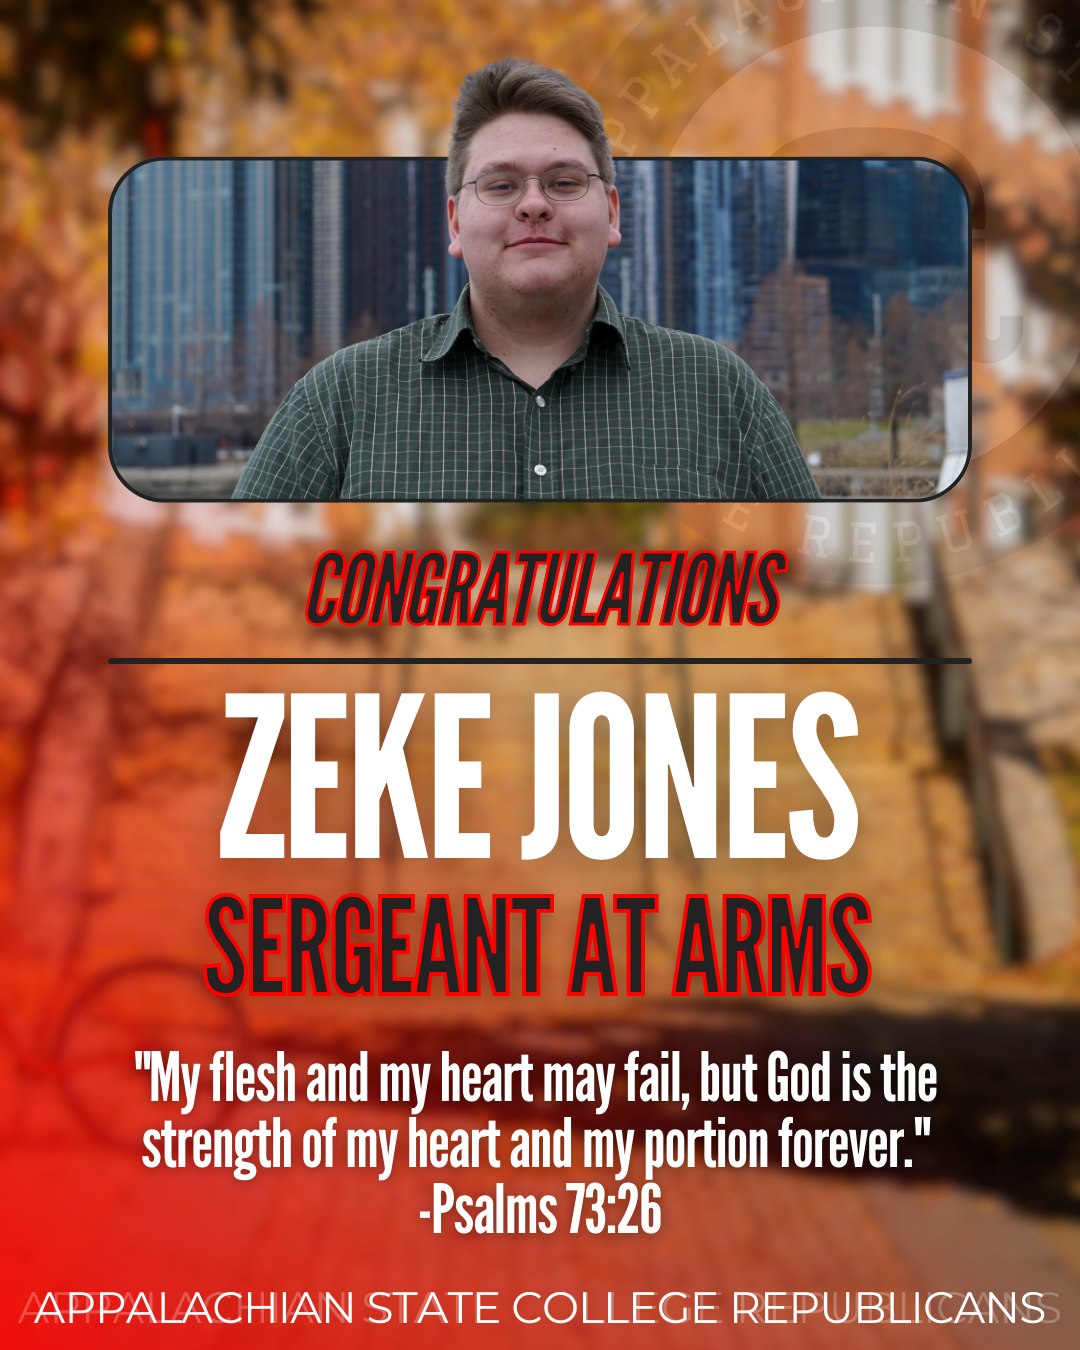 CONGRATULATIONS
ZEKE JONES
SERGEANT AT ARMS
"My flesh and my heart may fail, but God is the
strength of my heart and my portion forever."
-Psalms 73:26
APPALACHIAN STATE COLLEGE REPUBLICANS